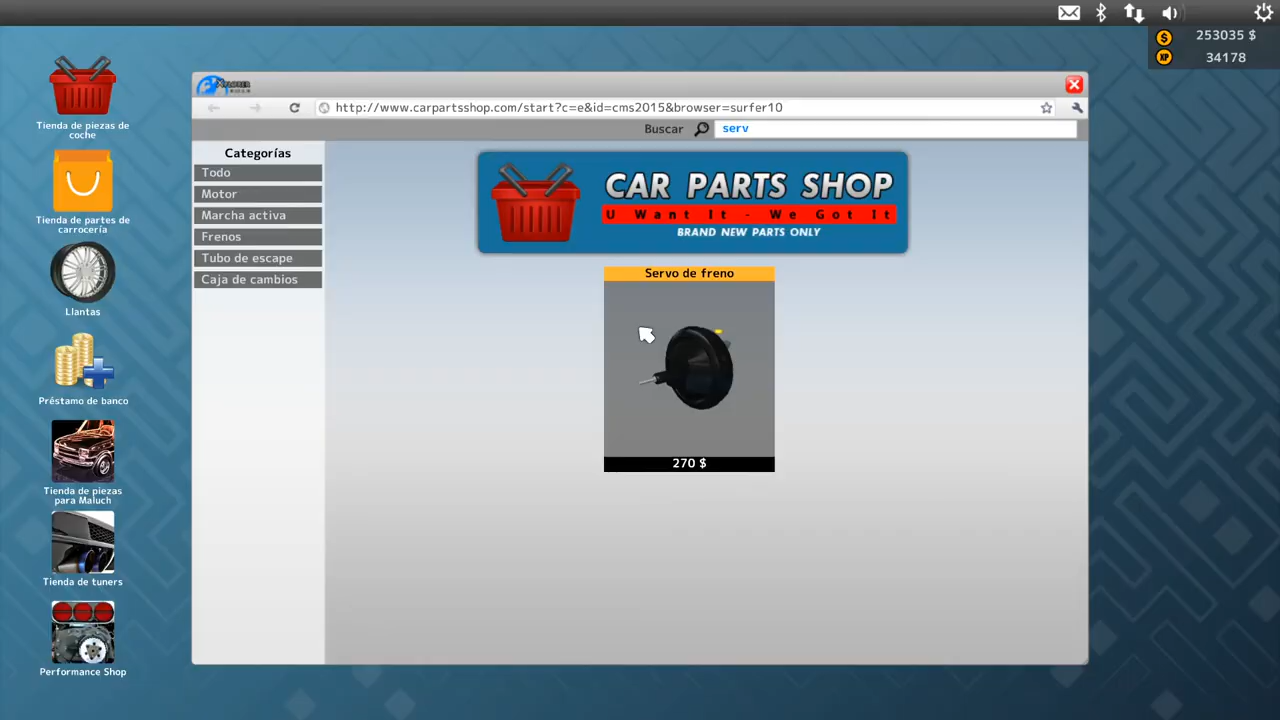 253035 $
34178
Tienda de piezas de
coche
Tienda de partes de
carrocería
Llantas
Préstamo de banco
Tienda de piezas
para Maluch
Tienda de tuners
Performance Shop
http://www.carpartsshop.com/start?c=e&id=cms2015&browser=surfer10
Buscar serv
Categorías
Todo
Motor
Marcha activa
Frenos
Tubo de escape
Caja de cambios
CAR PARTS SHOP
U Want It - We Got It
BRAND NEW PARTS ONLY
Servo de freno
270 $